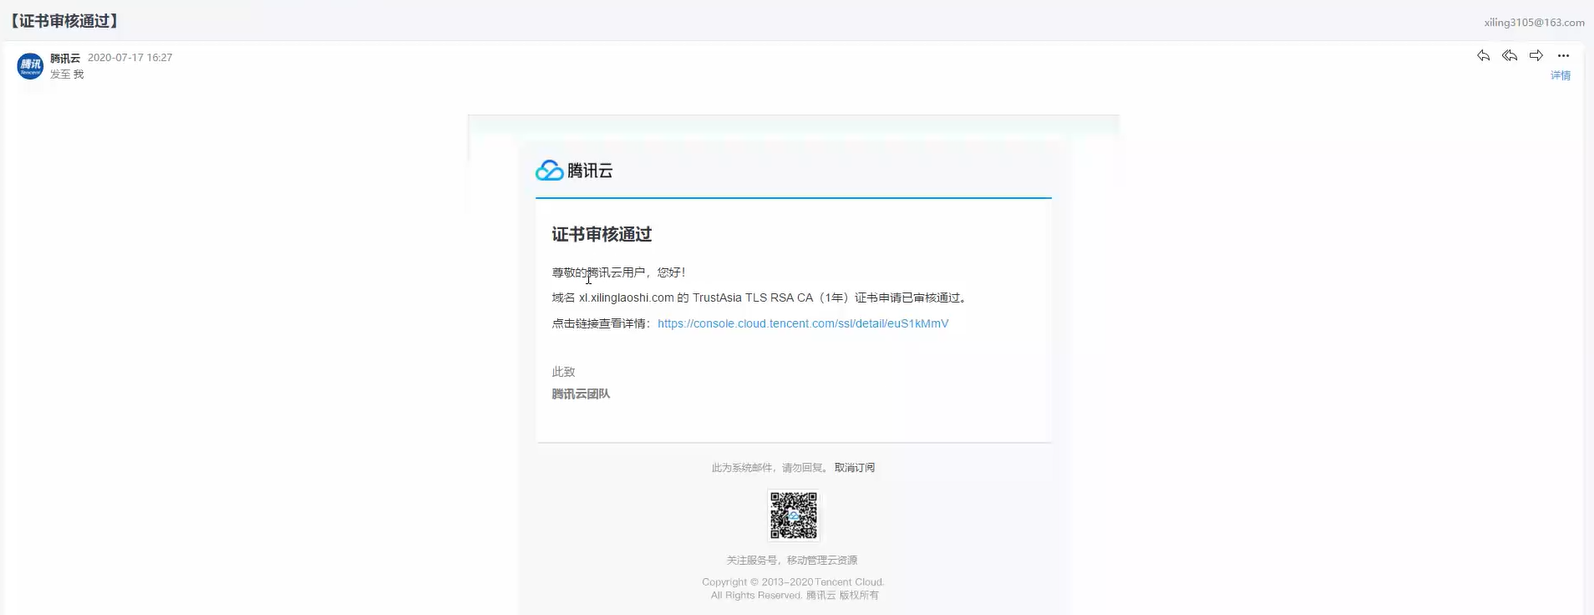 【证书审核通过】
xiling3105@163.com
腾讯 Tencent
腾讯云 2020-07-17 16:27
发至 我
详情
腾讯云
证书审核通过
尊敬的腾讯云用户，您好！
域名 xl.xilinglaoshi.com 的 TrustAsia TLS RSA CA（1年）证书申请已审核通过。
点击链接查看详情：https://console.cloud.tencent.com/ssl/detail/euS1kMmV
此致
腾讯云团队
此为系统邮件，请勿回复。 取消订阅
关注服务号，移动管理云资源
Copyright © 2013-2020 Tencent Cloud.
All Rights Reserved. 腾讯云 版权所有